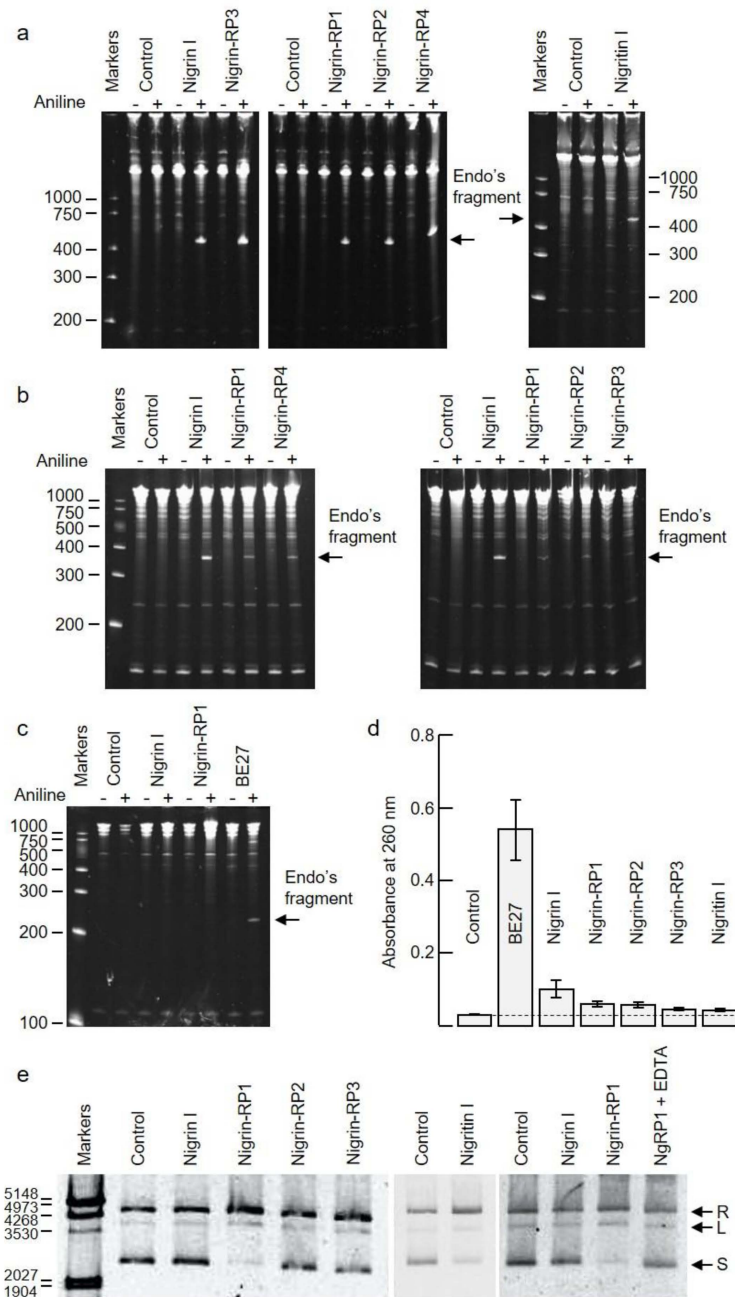 a
Markers Control Nigrin I Nigrin-RP3 Control Nigrin-RP1 Nigrin-RP2 Nigrin-RP4 Markers Control Nigritin I
Aniline - + - + - + - + - + - + - + - + - +
Endo's
fragment
1000
750
400
300
200
1000
750
400
300
200
b
Markers Control Nigrin I Nigrin-RP1 Nigrin-RP4 Control Nigrin I Nigrin-RP1 Nigrin-RP2 Nigrin-RP3
Aniline - + - + - + - + - + - + - + - + - +
1000
750
500
400
300
200
Endo's
fragment
Endo's
fragment
c
Markers Control Nigrin I Nigrin-RP1 BE27
Aniline - + - + - + - +
1000
750
500
400
300
200
100
Endo's
fragment
d
Absorbance at 260 nm
0.8
0.6
0.4
0.2
Control BE27 Nigrin I Nigrin-RP1 Nigrin-RP2 Nigrin-RP3 Nigritin I
e
Markers Control Nigrin I Nigrin-RP1 Nigrin-RP2 Nigrin-RP3 Control Nigritin I Control Nigrin I Nigrin-RP1 NgRP1 + EDTA
5148
4973
4268
3530
2027
1904
R
L
S